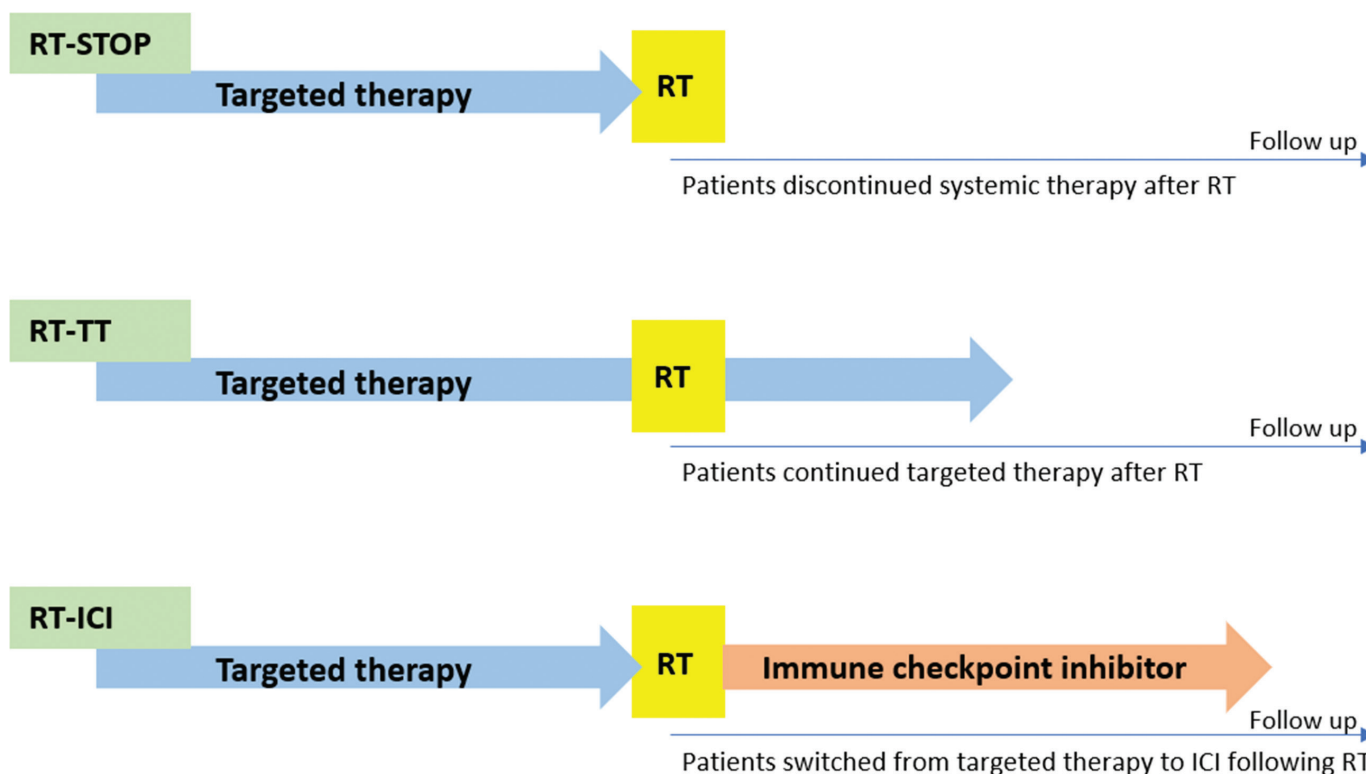 RT-STOP
Targeted therapy
RT
Follow up
Patients discontinued systemic therapy after RT
RT-TT
Targeted therapy
RT
Follow up
Patients continued targeted therapy after RT
RT-ICI
Targeted therapy
RT
Immune checkpoint inhibitor
Follow up
Patients switched from targeted therapy to ICI following RT